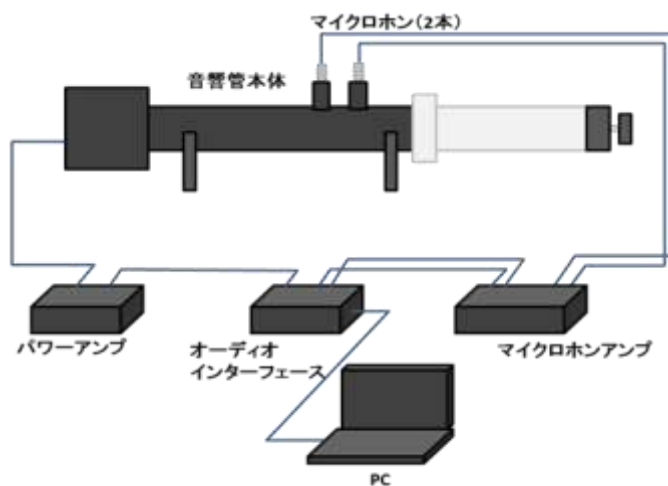 マイクロホン(2本)
音響管本体
パワーアンプ
オーディオ
インターフェース
マイクロホンアンプ
PC